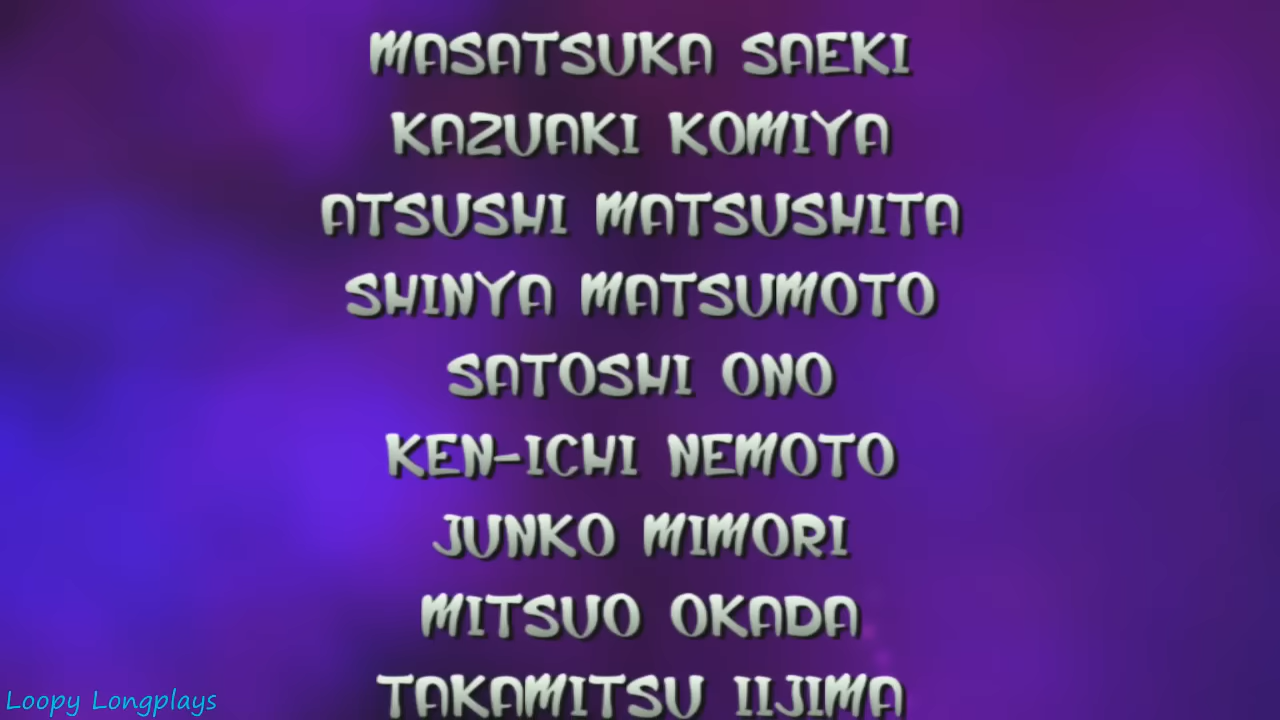 MASATSUKA SAEKI
KAZUAKI KOMIYA
ATSUSHI MATSUSHITA
SHINYA MATSUMOTO
SATOSHI ONO
KEN-ICHI NEMOTO
JUNKO MIMORI
MITSUO OKADA
TAKAMITSU IIJIMA
Loopy Longplays